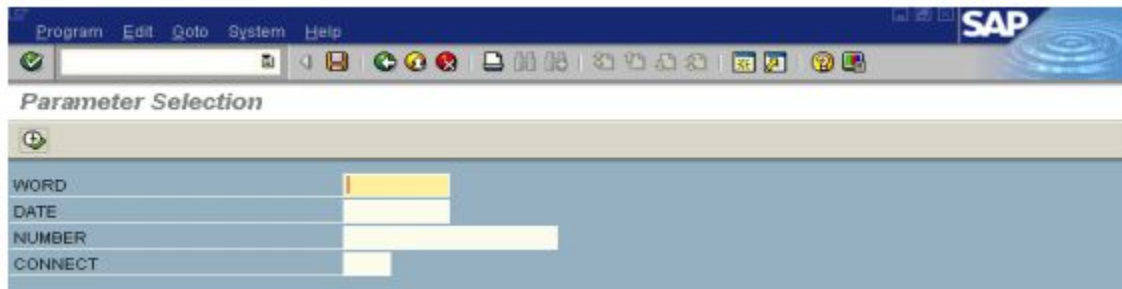 Program Edit Goto System Help
SAP
Parameter Selection
WORD
DATE
NUMBER
CONNECT